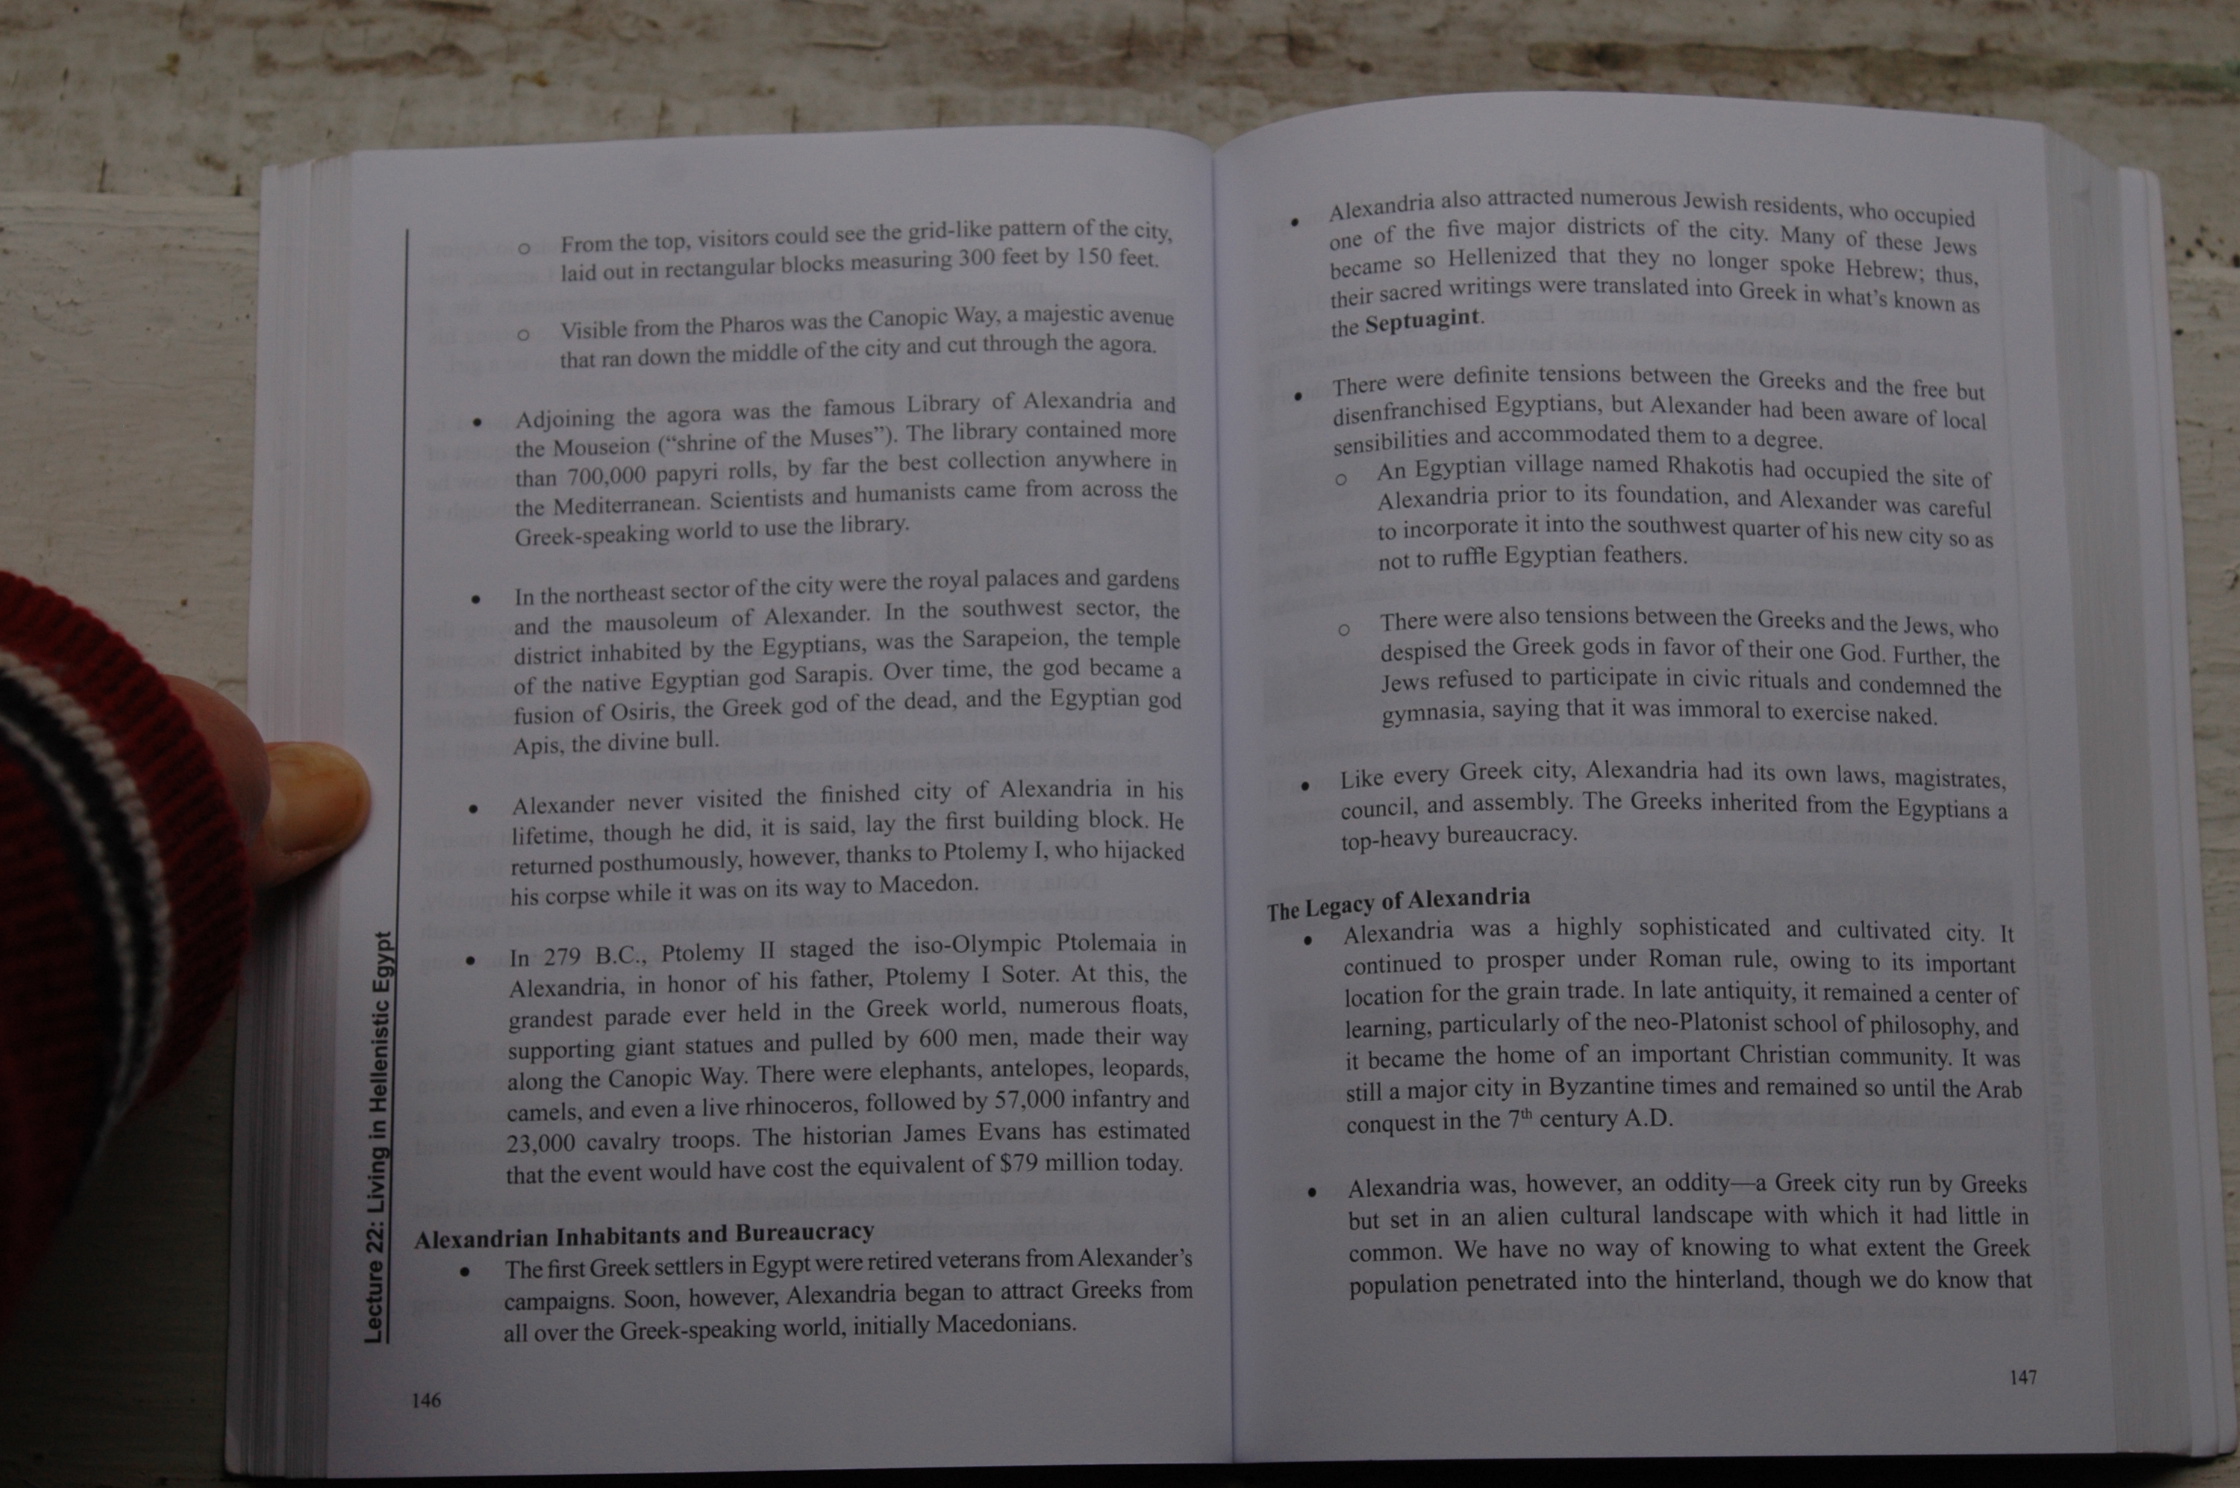 Lecture 22: Living in Hellenistic Egypt
○ From the top, visitors could see the grid-like pattern of the city,
laid out in rectangular blocks measuring 300 feet by 150 feet.
○ Visible from the Pharos was the Canopic Way, a majestic avenue
that ran down the middle of the city and cut through the agora.
• Adjoining the agora was the famous Library of Alexandria and
the Mouseion (“shrine of the Muses”). The library contained more
than 700,000 papyri rolls, by far the best collection anywhere in
the Mediterranean. Scientists and humanists came from across the
Greek-speaking world to use the library.
• In the northeast sector of the city were the royal palaces and gardens
and the mausoleum of Alexander. In the southwest sector, the
district inhabited by the Egyptians, was the Sarapeion, the temple
of the native Egyptian god Sarapis. Over time, the god became a
fusion of Osiris, the Greek god of the dead, and the Egyptian god
Apis, the divine bull.
• Alexander never visited the finished city of Alexandria in his
lifetime, though he did, it is said, lay the first building block. He
returned posthumously, however, thanks to Ptolemy I, who hijacked
his corpse while it was on its way to Macedon.
• In 279 B.C., Ptolemy II staged the iso-Olympic Ptolemaia in
Alexandria, in honor of his father, Ptolemy I Soter. At this, the
grandest parade ever held in the Greek world, numerous floats,
supporting giant statues and pulled by 600 men, made their way
along the Canopic Way. There were elephants, antelopes, leopards,
camels, and even a live rhinoceros, followed by 57,000 infantry and
23,000 cavalry troops. The historian James Evans has estimated
that the event would have cost the equivalent of $79 million today.
Alexandrian Inhabitants and Bureaucracy
• The first Greek settlers in Egypt were retired veterans from Alexander’s
campaigns. Soon, however, Alexandria began to attract Greeks from
all over the Greek-speaking world, initially Macedonians.
146
• Alexandria also attracted numerous Jewish residents, who occupied
one of the five major districts of the city. Many of these Jews
became so Hellenized that they no longer spoke Hebrew; thus,
their sacred writings were translated into Greek in what’s known as
the Septuagint.
• There were definite tensions between the Greeks and the free but
disenfranchised Egyptians, but Alexander had been aware of local
sensibilities and accommodated them to a degree.
○ An Egyptian village named Rhakotis had occupied the site of
Alexandria prior to its foundation, and Alexander was careful
to incorporate it into the southwest quarter of his new city so as
not to ruffle Egyptian feathers.
○ There were also tensions between the Greeks and the Jews, who
despised the Greek gods in favor of their one God. Further, the
Jews refused to participate in civic rituals and condemned the
gymnasia, saying that it was immoral to exercise naked.
• Like every Greek city, Alexandria had its own laws, magistrates,
council, and assembly. The Greeks inherited from the Egyptians a
top-heavy bureaucracy.
The Legacy of Alexandria
• Alexandria was a highly sophisticated and cultivated city. It
continued to prosper under Roman rule, owing to its important
location for the grain trade. In late antiquity, it remained a center of
learning, particularly of the neo-Platonist school of philosophy, and
it became the home of an important Christian community. It was
still a major city in Byzantine times and remained so until the Arab
conquest in the 7th century A.D.
• Alexandria was, however, an oddity—a Greek city run by Greeks
but set in an alien cultural landscape with which it had little in
common. We have no way of knowing to what extent the Greek
population penetrated into the hinterland, though we do know that
147